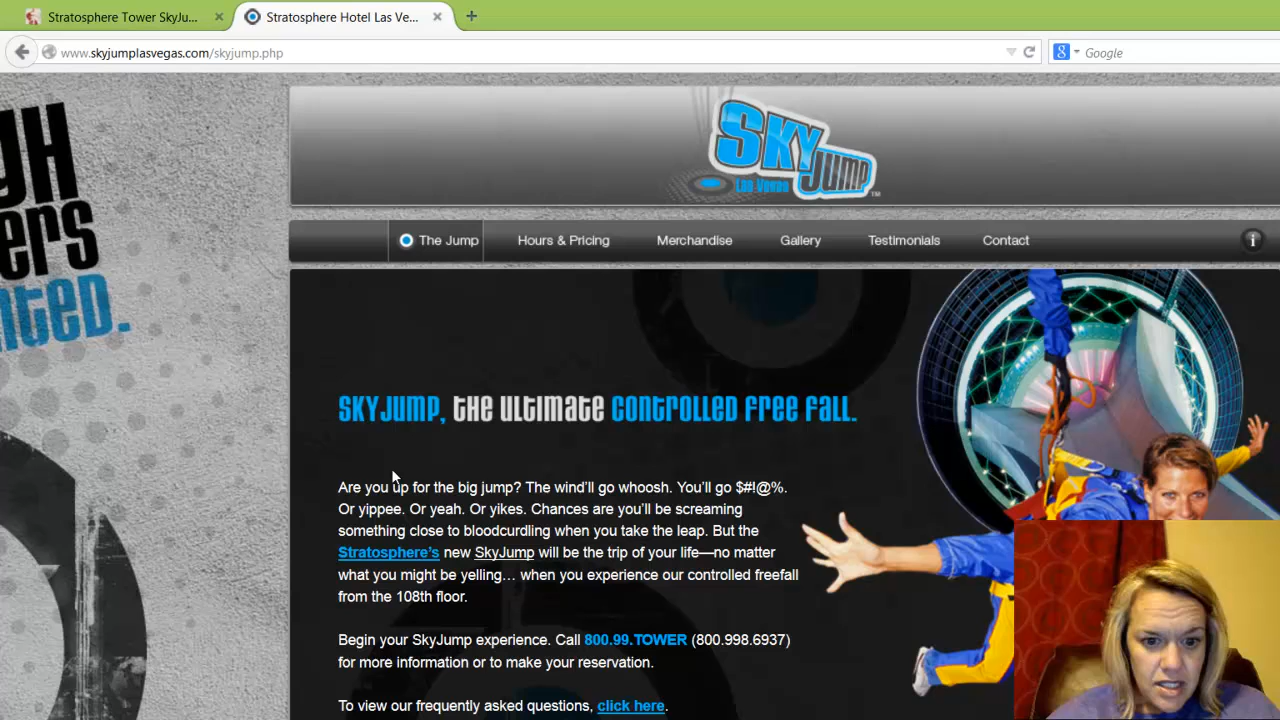 Stratosphere Tower SkyJu...
Stratosphere Hotel Las Ve...
www.skyjumplasvegas.com/skyjump.php
Google
SKY
JUMP
Las Vegas
TM
The Jump
Hours & Pricing
Merchandise
Gallery
Testimonials
Contact
SKYJUMP, THE ULTIMATE CONTROLLED FREE FALL.
Are you up for the big jump? The wind'll go whoosh. You'll go $#!@%.
Or yippee. Or yeah. Or yikes. Chances are you'll be screaming
something close to bloodcurdling when you take the leap. But the
Stratosphere's new SkyJump will be the trip of your life—no matter
what you might be yelling… when you experience our controlled freefall
from the 108th floor.
Begin your SkyJump experience. Call 800.99.TOWER (800.998.6937)
for more information or to make your reservation.
To view our frequently asked questions, click here.